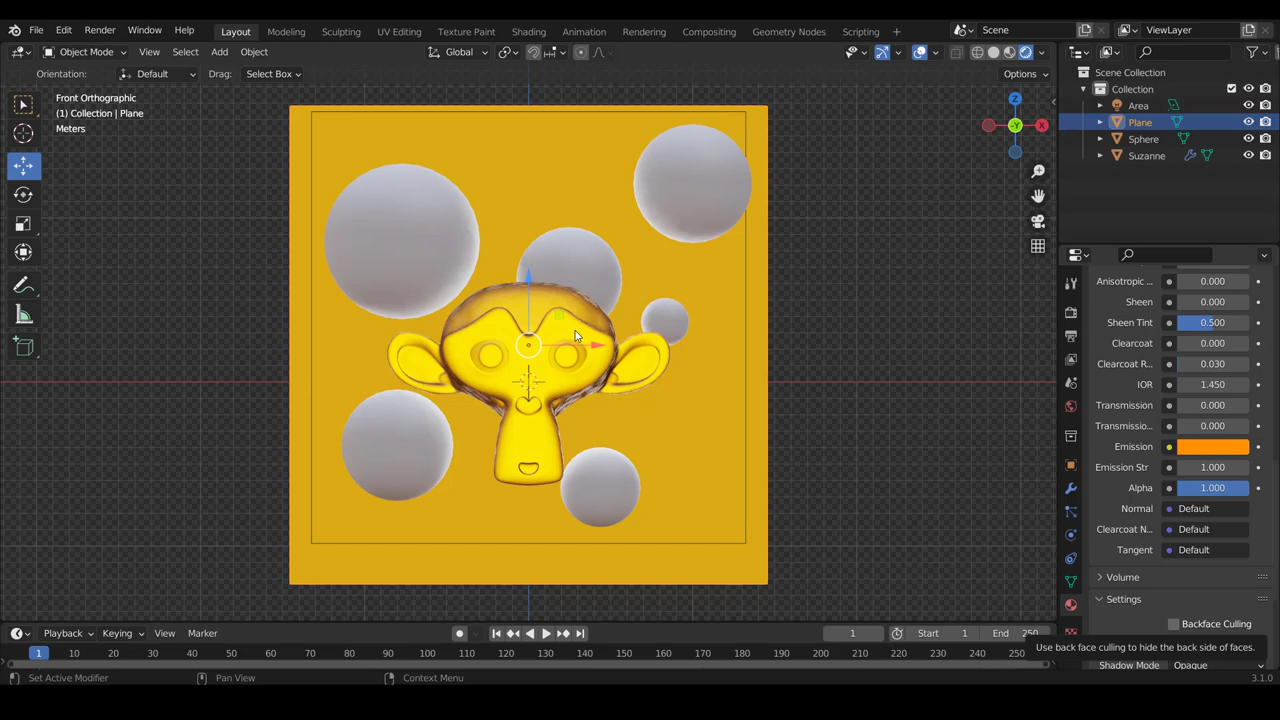 File Edit Render Window Help Layout Modeling Sculpting UV Editing Texture Paint Shading Animation Rendering Compositing Geometry Nodes Scripting + Scene ViewLayer
Object Mode View Select Add Object Global
Orientation: Default Drag: Select Box Options
Scene Collection
Collection
Area
Plane
Sphere
Suzanne
Front Orthographic
(1) Collection | Plane
Meters
Z
-Y
X
Anisotropic 0.000
Sheen 0.000
Sheen Tint 0.500
Clearcoat 0.000
Clearcoat R... 0.030
IOR 1.450
Transmission 0.000
Transmissio... 0.000
Emission
Emission Str 1.000
Alpha 1.000
Normal Default
Clearcoat N... Default
Tangent Default
Volume
Settings
Backface Culling
Use back face culling to hide the back side of faces.
Shadow Mode Opaque
Playback Keying View Marker 1 Start 1 End 250
1 10 20 30 40 50 60 70 80 90 100 110 120 130 140 150 160 170 180 190 200 210 220 230 240 250
Set Active Modifier Pan View Context Menu 3.1.0